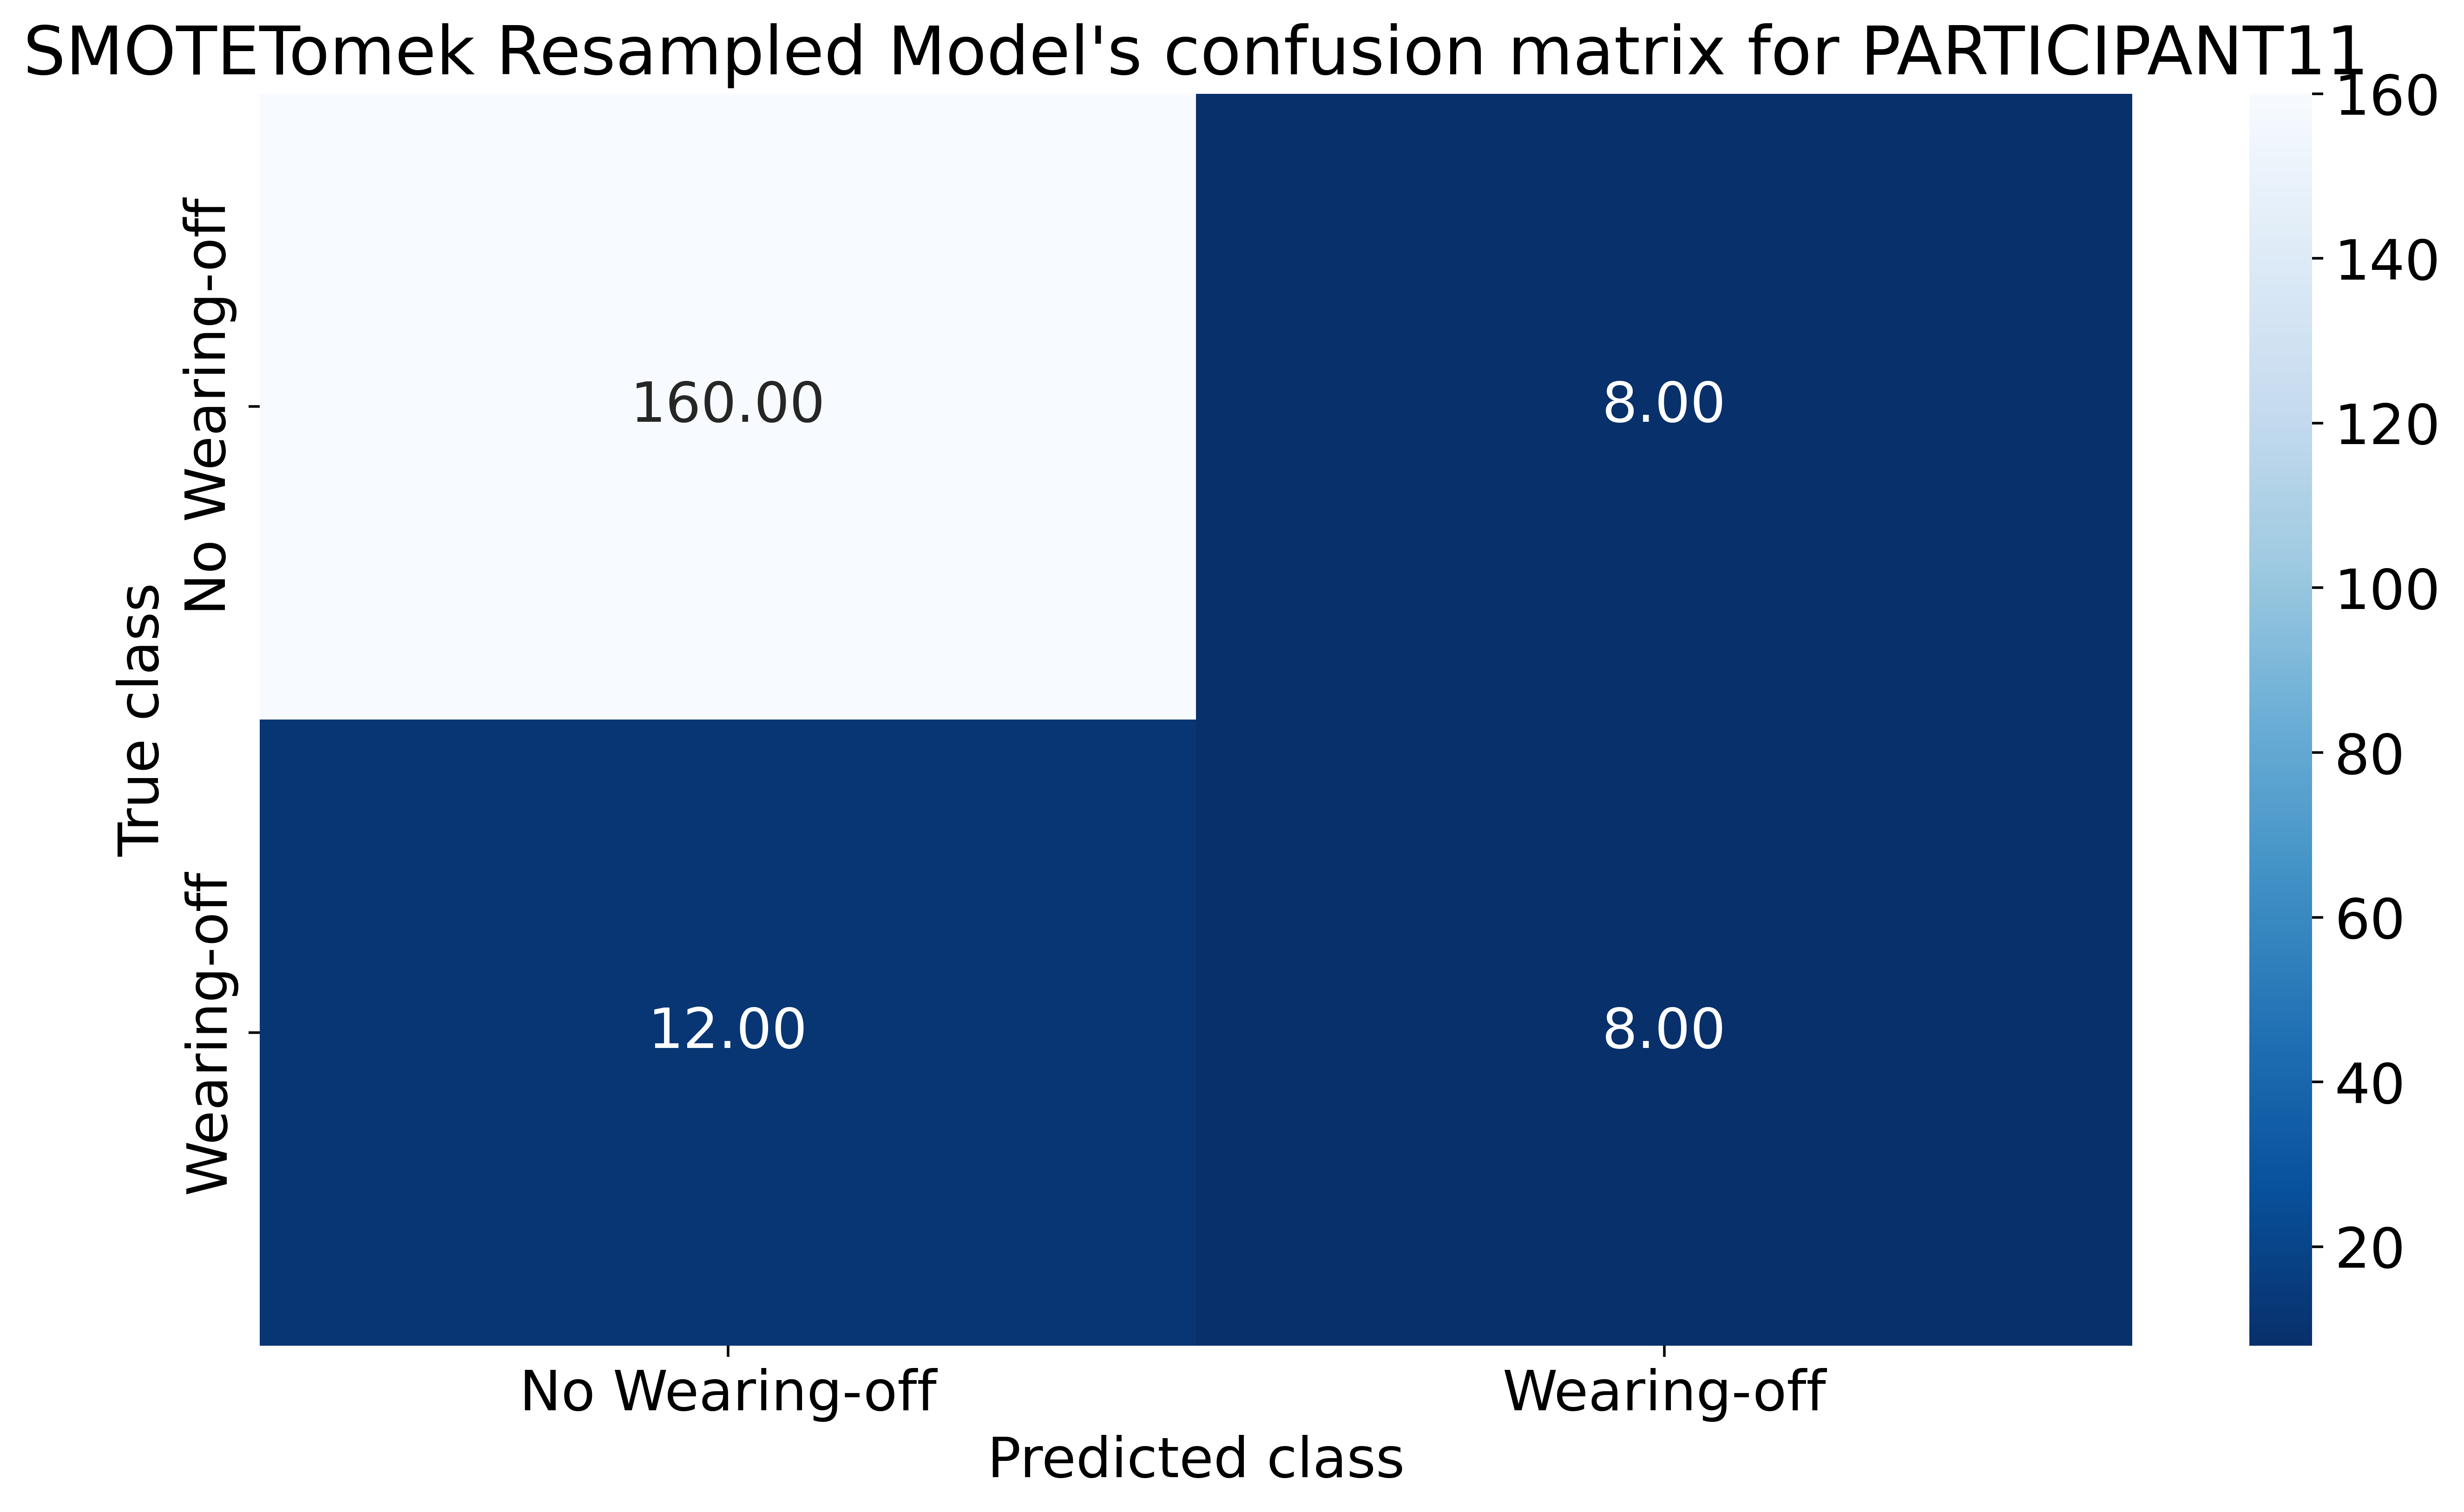 SMOTETomek Resampled Model's confusion matrix for PARTICIPANT11
True class
No Wearing-off
Wearing-off
160.00
8.00
12.00
8.00
No Wearing-off
Wearing-off
Predicted class
160
140
120
100
80
60
40
20